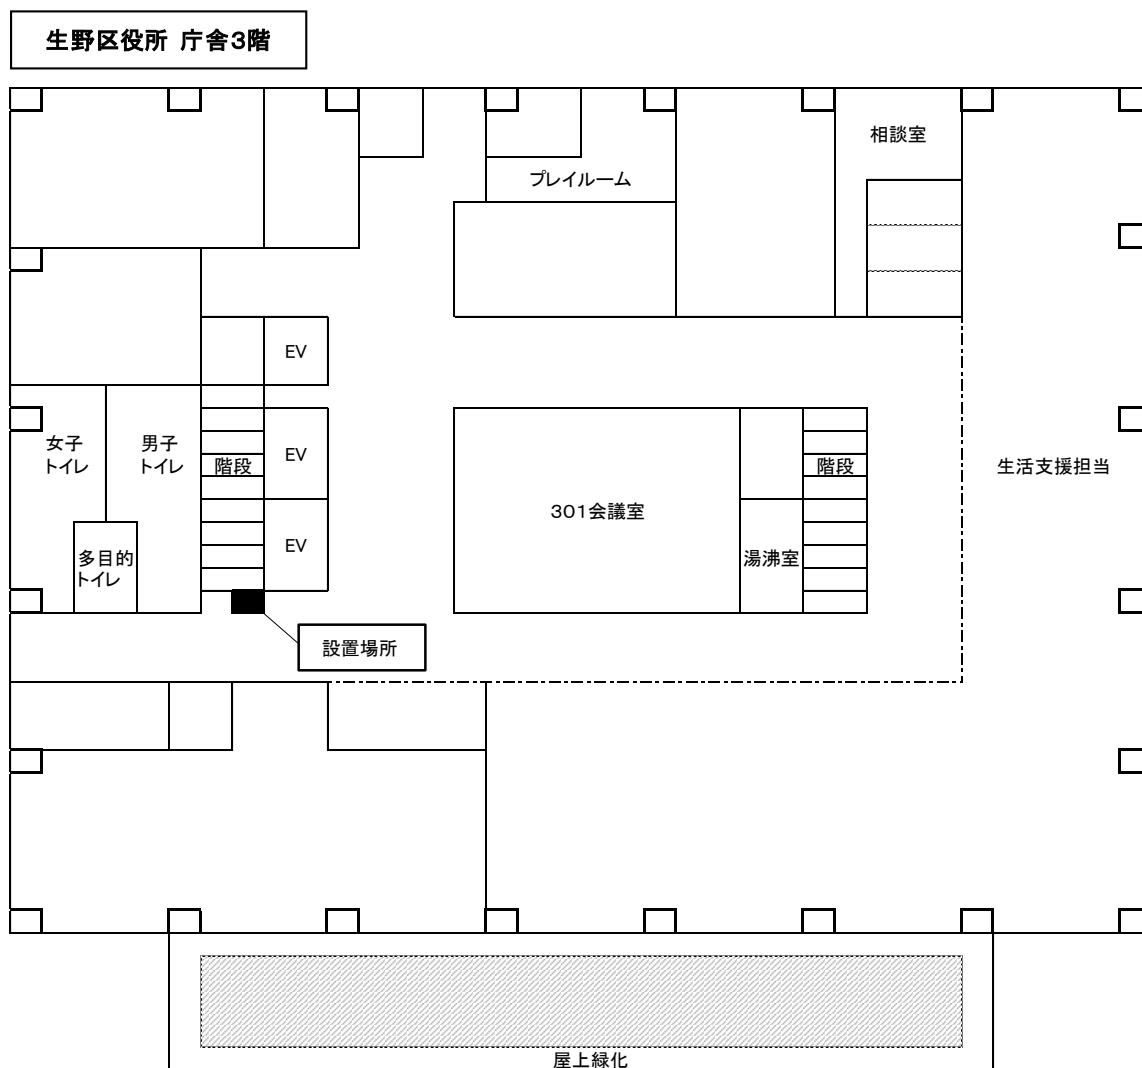 生野区役所 庁舎3階
相談室
プレイルーム
EV
女子
トイレ
男子
トイレ
階段
EV
階段
生活支援担当
301会議室
EV
多目的
トイレ
湯沸室
設置場所
屋上緑化